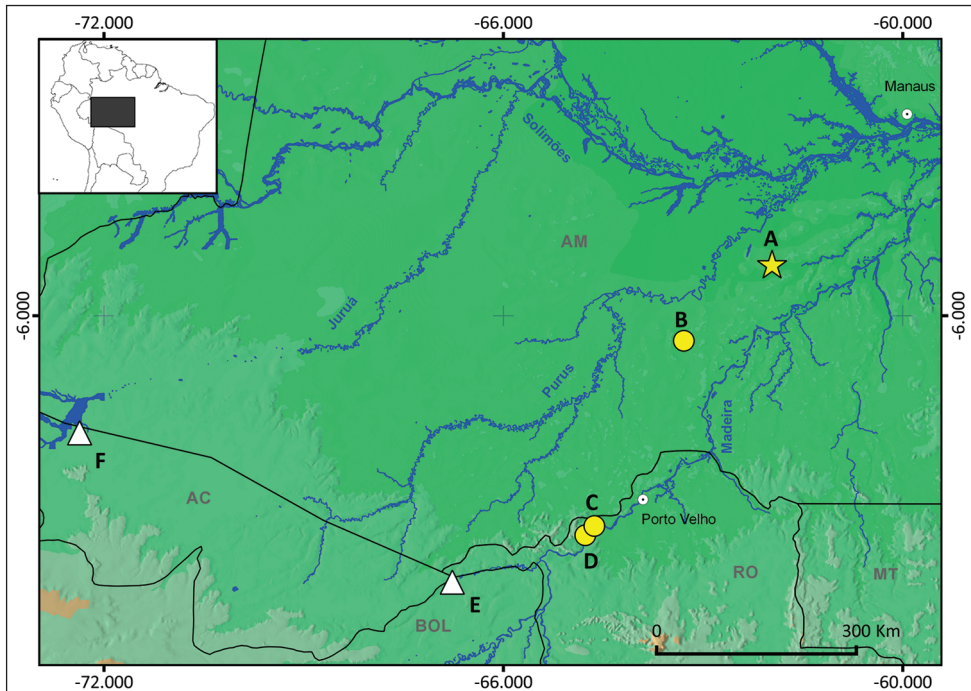 -72.000 -66.000 -60.000
Manaus
Solimões
A
AM
-6.000 -6.000
Juruá
B
Purus
Madeira
F
AC
C
Porto Velho
D
RO
MT
E
BOL
0 300 Km
-72.000 -66.000 -60.000